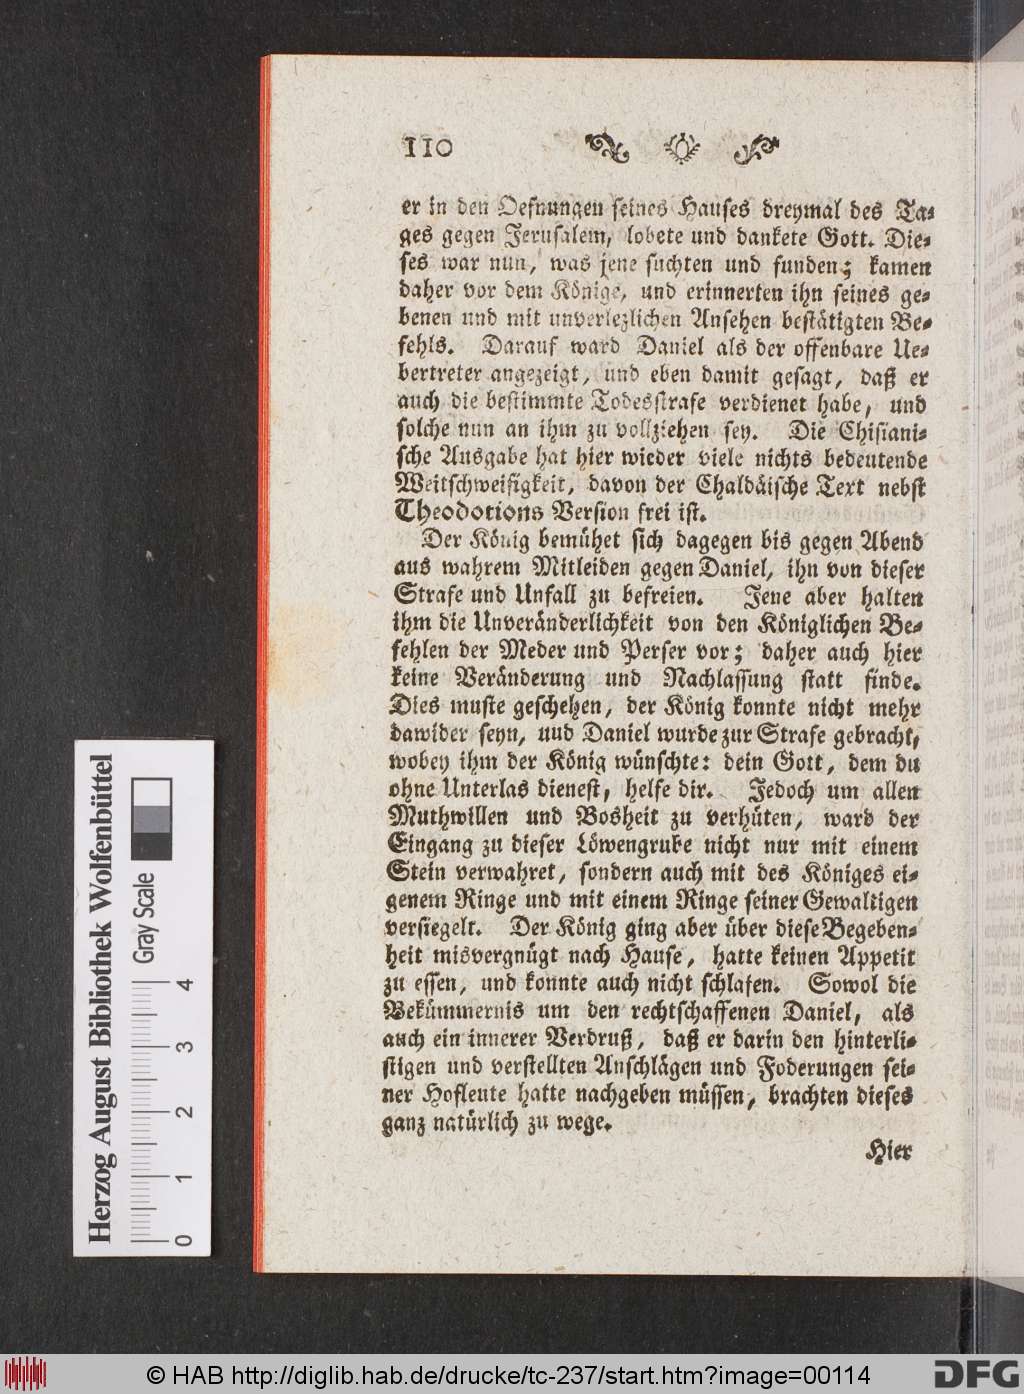 110
er in den Oefnungen seines Hauses dreymal des Ta-
ges gegen Jerusalem, lobete und dankete Gott. Die-
ses war nun, was jene suchten und funden; kamen
daher vor dem Könige, und erinnerten ihn seines ge-
benen und mit unverlezlichen Ansehen bestätigten Be-
fehls. Darauf ward Daniel als der offenbare Ue-
bertreter angezeigt, und eben damit gesagt, daß er
auch die bestimmte Todesstrafe verdienet habe, und
solche nun an ihm zu vollziehen sey. Die Chisiani-
sche Ausgabe hat hier wieder viele nichts bedeutende
Weitschweifigkeit, davon der Chaldäische Text nebst
Theodotions Version frei ist.
Der König bemühet sich dagegen bis gegen Abend
aus wahrem Mitleiden gegen Daniel, ihn von dieser
Strafe und Unfall zu befreien. Jene aber halten
ihm die Unveränderlichkeit von den Königlichen Be-
fehlen der Meder und Perser vor; daher auch hier
keine Veränderung und Nachlassung statt finde.
Dies muste geschehen, der König konnte nicht mehr
dawider seyn, uud Daniel wurde zur Strafe gebracht,
wobey ihm der König wünschte: dein Gott, dem du
ohne Unterlas dienest, helfe dir. Jedoch um allen
Muthwillen und Bosheit zu verhüten, ward der
Eingang zu dieser Löwengrube nicht nur mit einem
Stein verwahret, sondern auch mit des Königes ei-
genem Ringe und mit einem Ringe seiner Gewaltigen
versiegelt. Der König ging aber über diese Begeben-
heit misvergnügt nach Hause, hatte keinen Appetit
zu essen, und konnte auch nicht schlafen. Sowol die
Bekümmernis um den rechtschaffenen Daniel, als
auch ein innerer Verdruß, daß er darin den hinterli-
stigen und verstellten Anschlägen und Foderungen sei-
ner Hofleute hatte nachgeben müssen, brachten dieses
ganz natürlich zu wege.
Hier
Herzog August Bibliothek Wolfenbüttel
Gray Scale
0 1 2 3 4
© HAB http://diglib.hab.de/drucke/tc-237/start.htm?image=00114
DFG